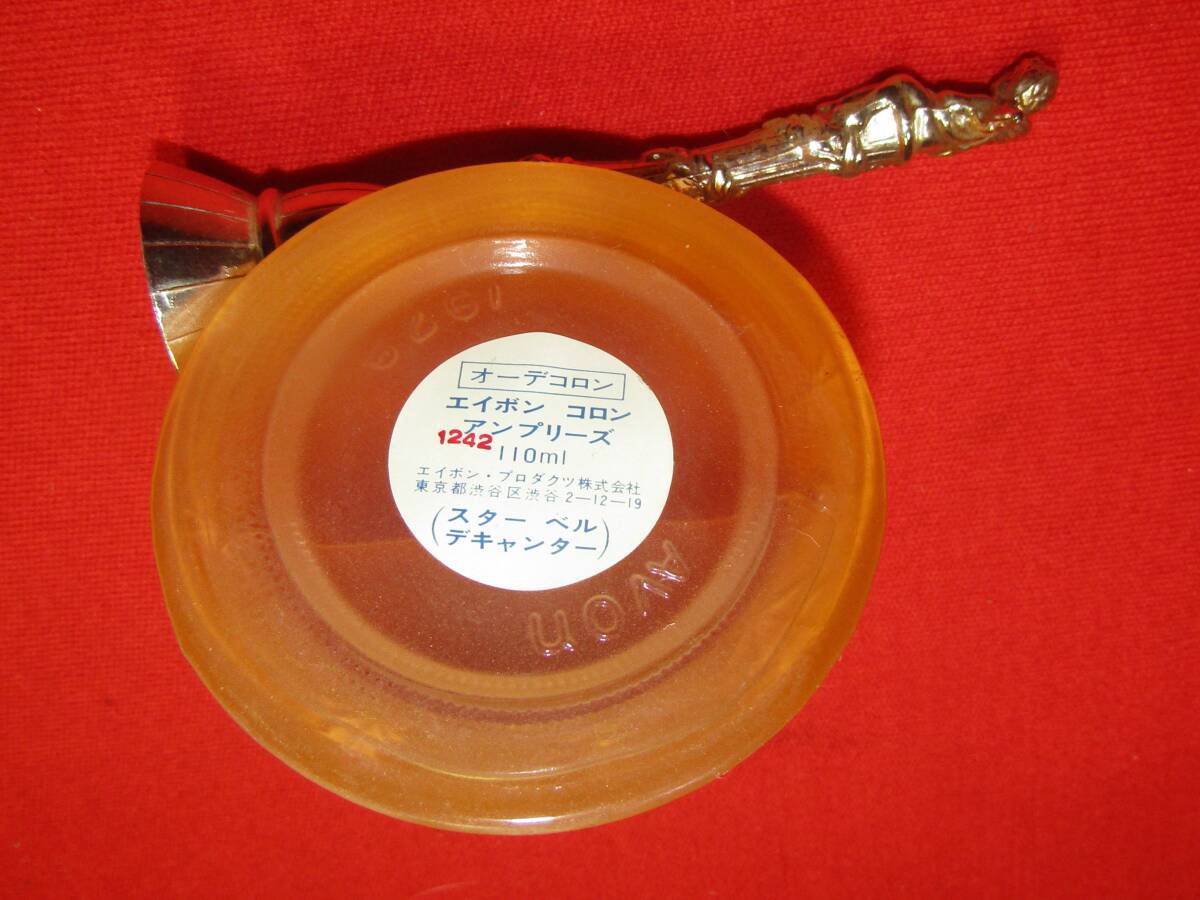 1979
オーデコロン
エイボン コロン
アンプリーズ
1242 110ml
エイボン・プロダクツ株式会社
東京都渋谷区渋谷2-12-19
(スター ベル
デキャンター)
AVON